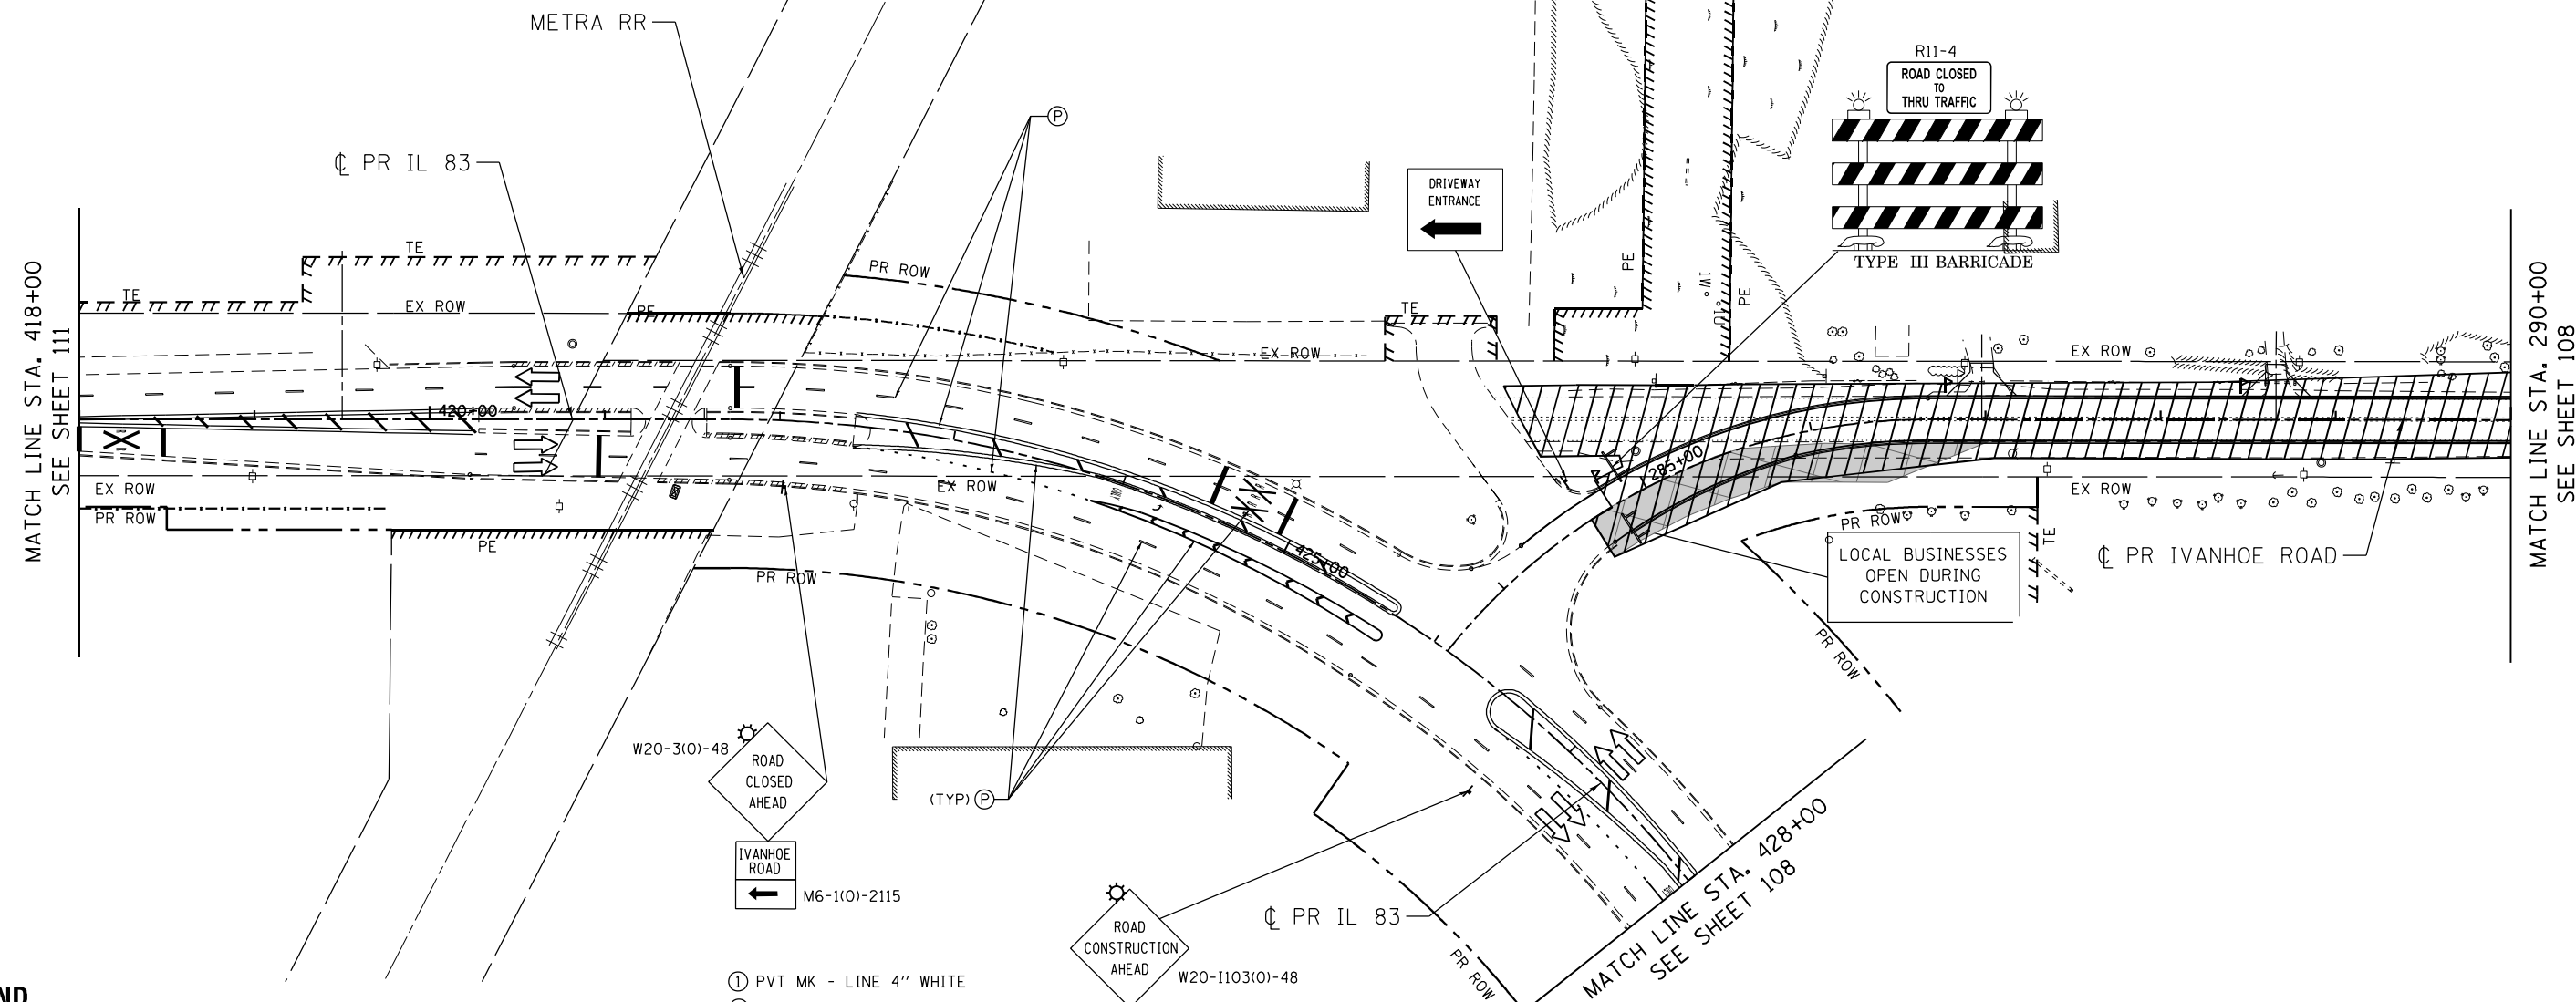 METRA RR
℄ PR IL 83
P
R11-4
ROAD CLOSED
TO
THRU TRAFFIC
TYPE III BARRICADE
DRIVEWAY
ENTRANCE
MATCH LINE STA. 418+00
SEE SHEET 111
TE
TE
EX ROW
PE
PR ROW
EX ROW
TE
PE
PE
EX ROW
MATCH LINE STA. 290+00
SEE SHEET 108
420+00
EX ROW
PR ROW
PE
EX ROW
PR ROW
425+00
285+00
EX ROW
PR ROW
TE
LOCAL BUSINESSES
OPEN DURING
CONSTRUCTION
℄ PR IVANHOE ROAD
PR ROW
W20-3(O)-48
ROAD
CLOSED
AHEAD
IVANHOE
ROAD
M6-1(O)-2115
(TYP) P
ROAD
CONSTRUCTION
AHEAD
W20-I103(O)-48
℄ PR IL 83
MATCH LINE STA. 428+00
SEE SHEET 108
PR ROW
1 PVT MK - LINE 4" WHITE